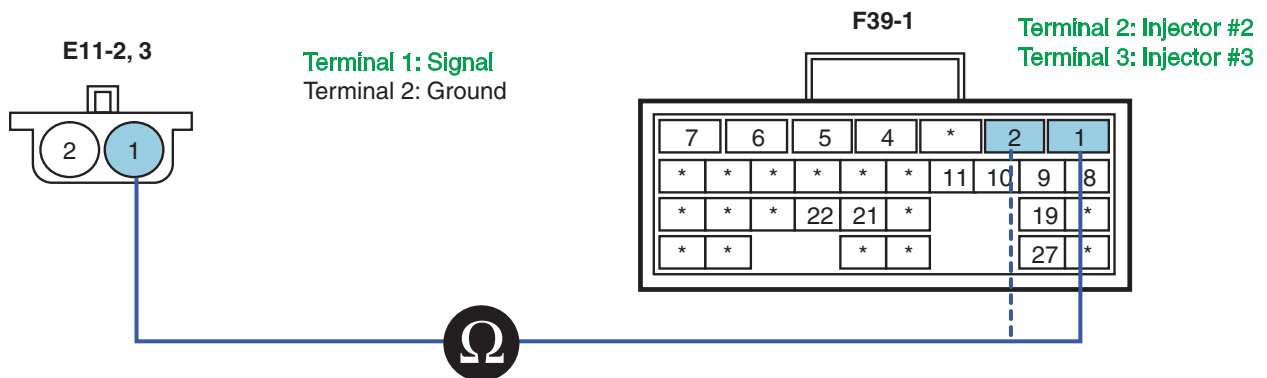 E11-2, 3
Terminal 1: Signal
Terminal 2: Ground
F39-1
Terminal 2: Injector #2
Terminal 3: Injector #3
2 1
7 6 5 4 * 2 1
* * * * * * 11 10 9 8
* * * 22 21 * 19 *
* * * * 27 *
Ω